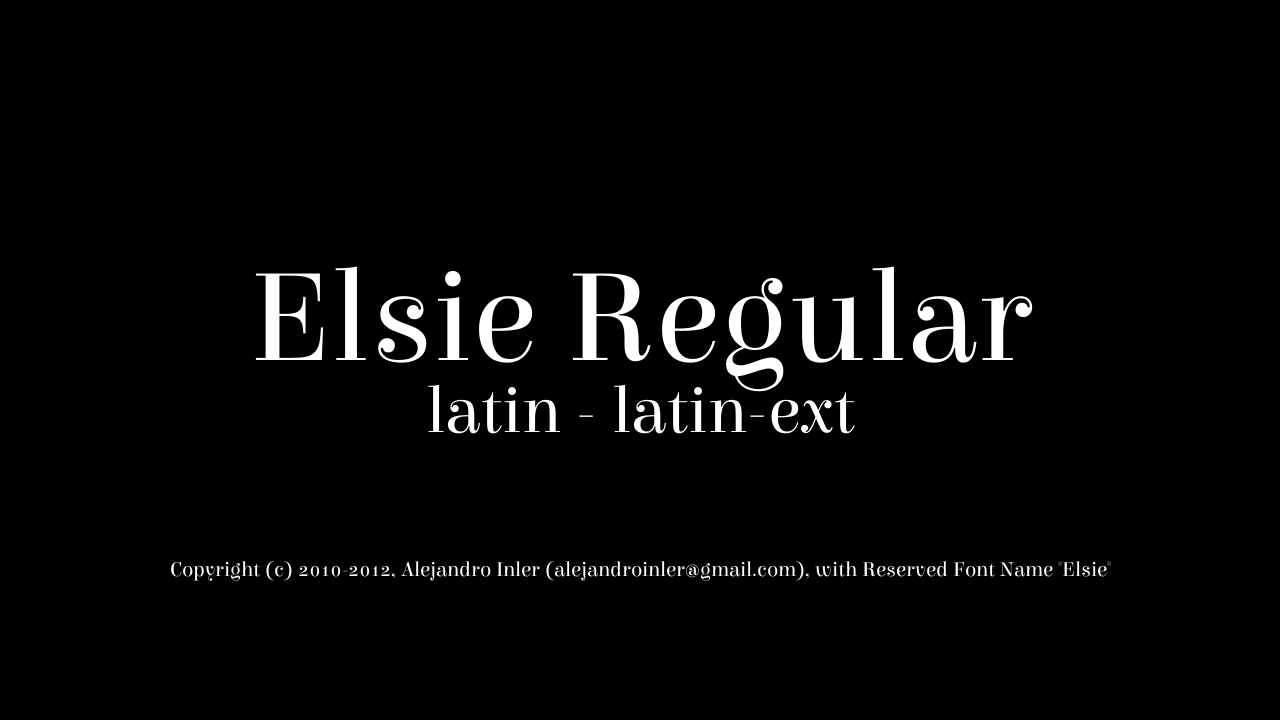 Elsie Regular
latin - latin-ext
Copyright (c) 2010-2012, Alejandro Inler (alejandroinler@gmail.com), with Reserved Font Name "Elsie"